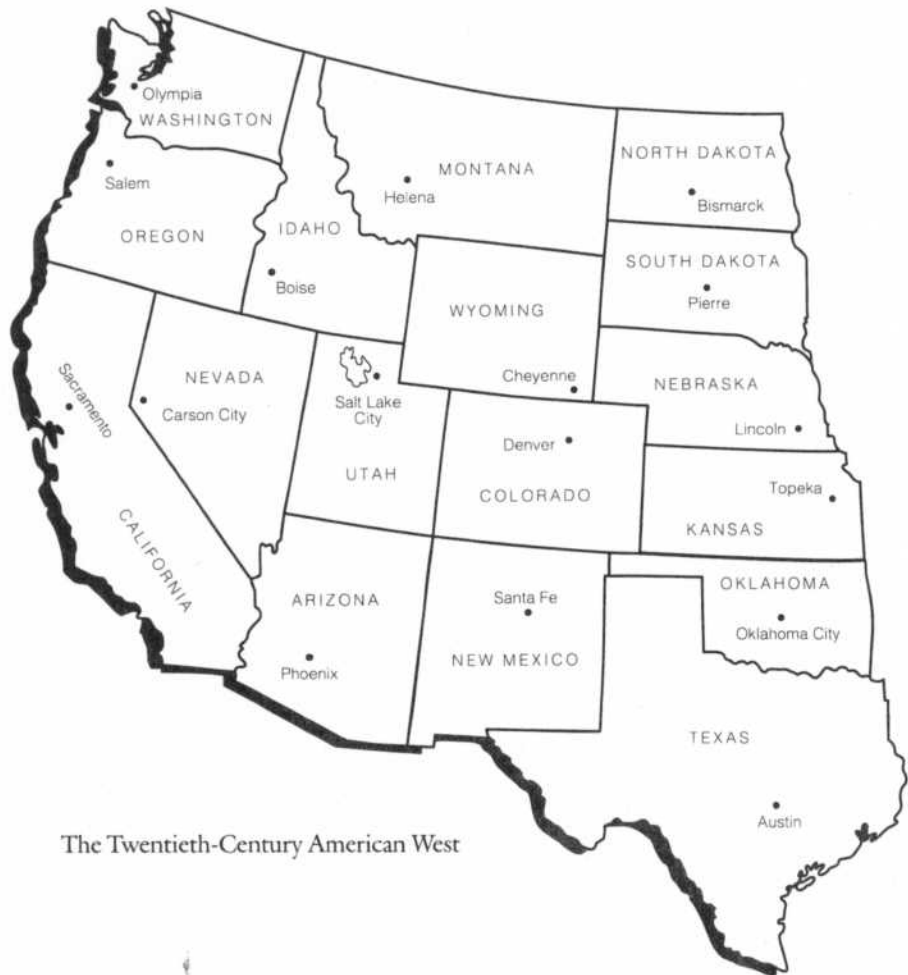 Olympia
WASHINGTON
Salem
OREGON
IDAHO
Boise
MONTANA
Helena
NORTH DAKOTA
Bismarck
SOUTH DAKOTA
Pierre
WYOMING
Cheyenne
NEBRASKA
Lincoln
Sacramento
CALIFORNIA
NEVADA
Carson City
Salt Lake
City
UTAH
Denver
COLORADO
Topeka
KANSAS
ARIZONA
Phoenix
Santa Fe
NEW MEXICO
OKLAHOMA
Oklahoma City
TEXAS
Austin
The Twentieth-Century American West